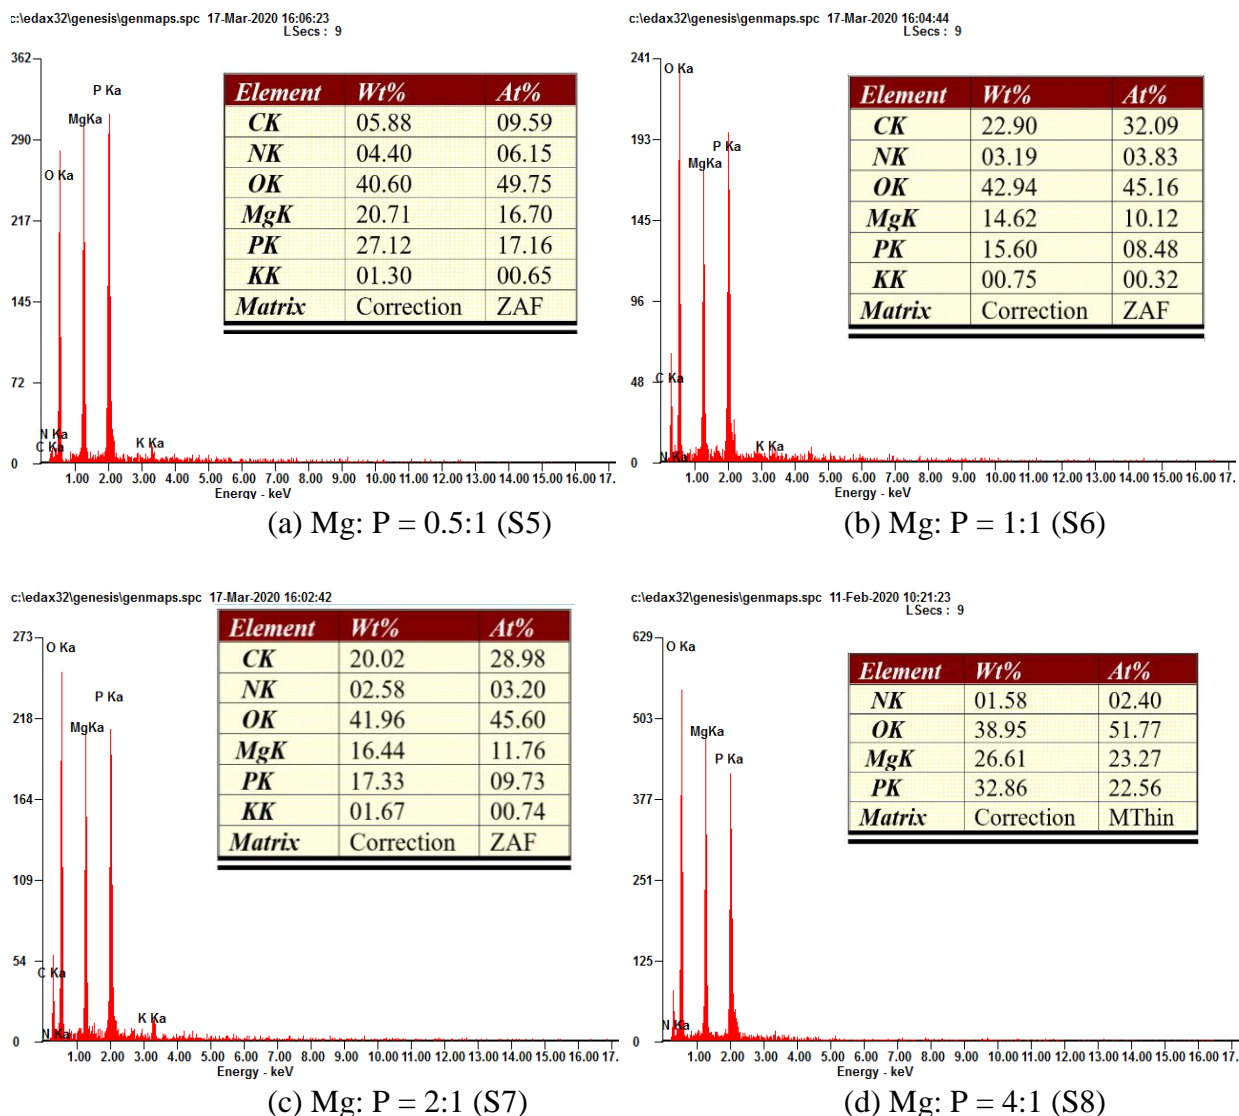 c:\edax32\genesis\genmaps.spc 17-Mar-2020 16:06:23
LSecs : 9
362
290
217
145
72
0
P Ka
MgKa
O Ka
N Ka
C Ka
K Ka
Element Wt% At%
CK 05.88 09.59
NK 04.40 06.15
OK 40.60 49.75
MgK 20.71 16.70
PK 27.12 17.16
KK 01.30 00.65
Matrix Correction ZAF
1.00 2.00 3.00 4.00 5.00 6.00 7.00 8.00 9.00 10.00 11.00 12.00 13.00 14.00 15.00 16.00 17.
Energy - keV
(a) Mg: P = 0.5:1 (S5)
c:\edax32\genesis\genmaps.spc 17-Mar-2020 16:04:44
LSecs : 9
241
193
145
96
48
0
O Ka
P Ka
MgKa
C Ka
N Ka
K Ka
Element Wt% At%
CK 22.90 32.09
NK 03.19 03.83
OK 42.94 45.16
MgK 14.62 10.12
PK 15.60 08.48
KK 00.75 00.32
Matrix Correction ZAF
1.00 2.00 3.00 4.00 5.00 6.00 7.00 8.00 9.00 10.00 11.00 12.00 13.00 14.00 15.00 16.00 17.
Energy - keV
(b) Mg: P = 1:1 (S6)
c:\edax32\genesis\genmaps.spc 17-Mar-2020 16:02:42
273
218
164
109
54
0
O Ka
P Ka
MgKa
C Ka
N Ka
K Ka
Element Wt% At%
CK 20.02 28.98
NK 02.58 03.20
OK 41.96 45.60
MgK 16.44 11.76
PK 17.33 09.73
KK 01.67 00.74
Matrix Correction ZAF
1.00 2.00 3.00 4.00 5.00 6.00 7.00 8.00 9.00 10.00 11.00 12.00 13.00 14.00 15.00 16.00 17.
Energy - keV
(c) Mg: P = 2:1 (S7)
c:\edax32\genesis\genmaps.spc 11-Feb-2020 10:21:23
LSecs : 9
629
503
377
251
125
0
O Ka
MgKa
P Ka
N Ka
Element Wt% At%
NK 01.58 02.40
OK 38.95 51.77
MgK 26.61 23.27
PK 32.86 22.56
Matrix Correction MThin
1.00 2.00 3.00 4.00 5.00 6.00 7.00 8.00 9.00 10.00 11.00 12.00 13.00 14.00 15.00 16.00 17.
Energy - keV
(d) Mg: P = 4:1 (S8)